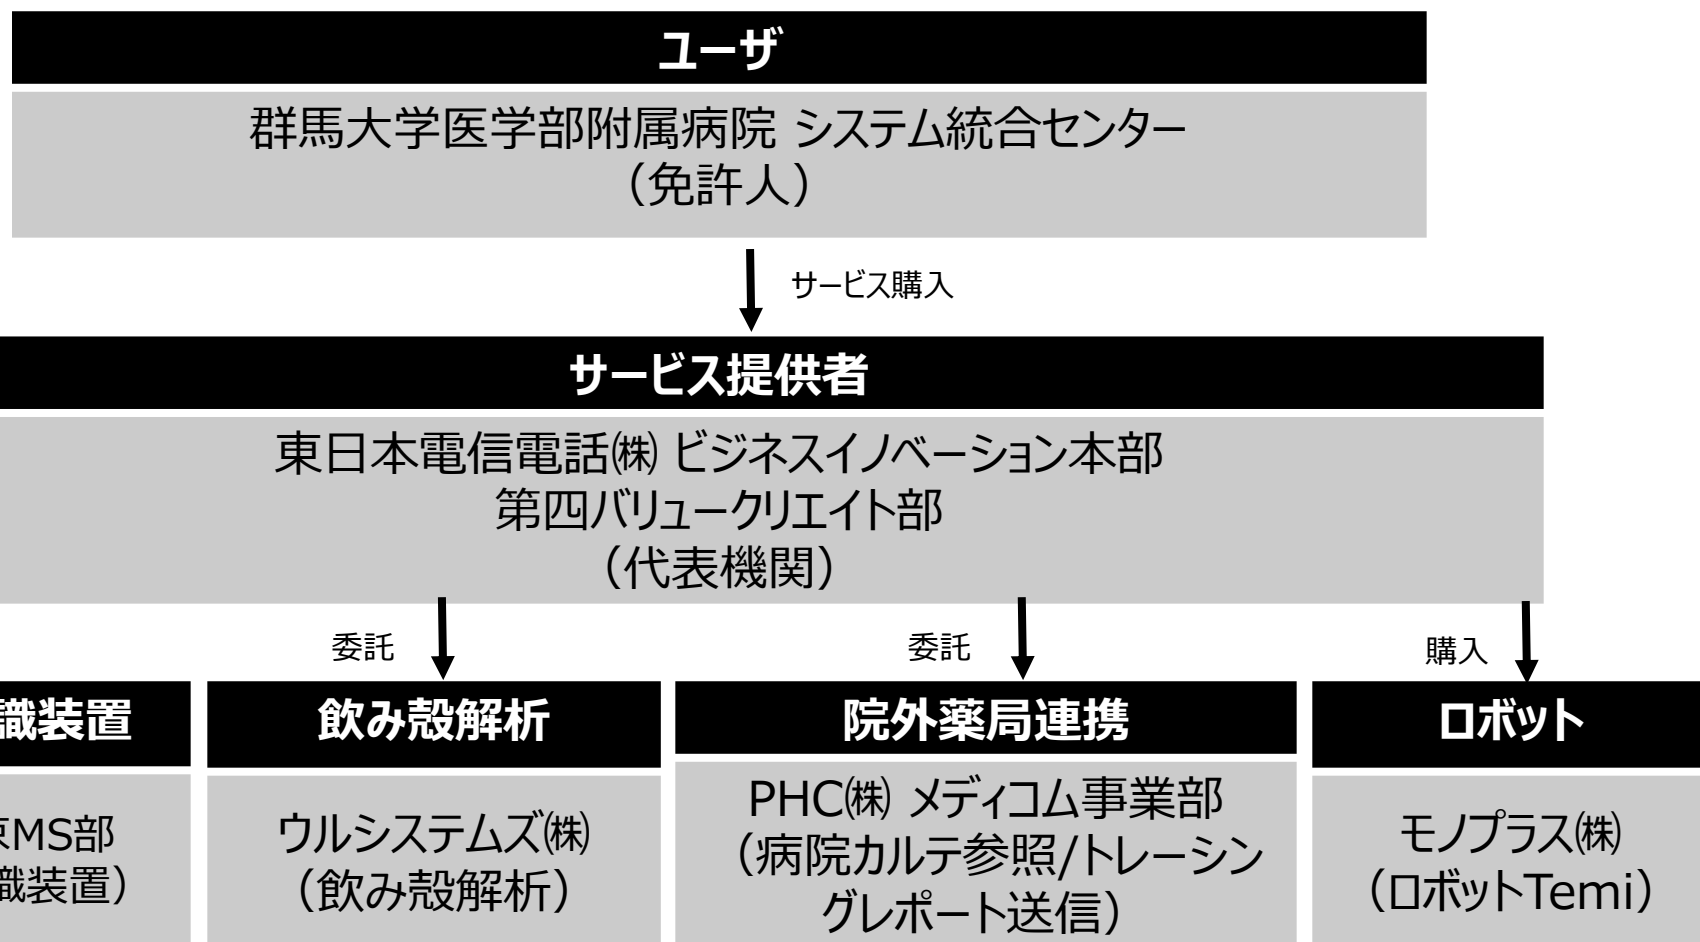 ユーザ
群馬大学医学部附属病院 システム統合センター
（免許人）
サービス購入
サービス提供者
東日本電信電話㈱ ビジネスイノベーション本部
第四バリュークリエイト部
（代表機関）
委託
委託
購入
識装置
飲み殻解析
院外薬局連携
ロボット
MS部
識装置）
ウルシステムズ㈱
（飲み殻解析）
PHC㈱ メディコム事業部
（病院カルテ参照/トレーシン
グレポート送信）
モノプラス㈱
（ロボットTemi）